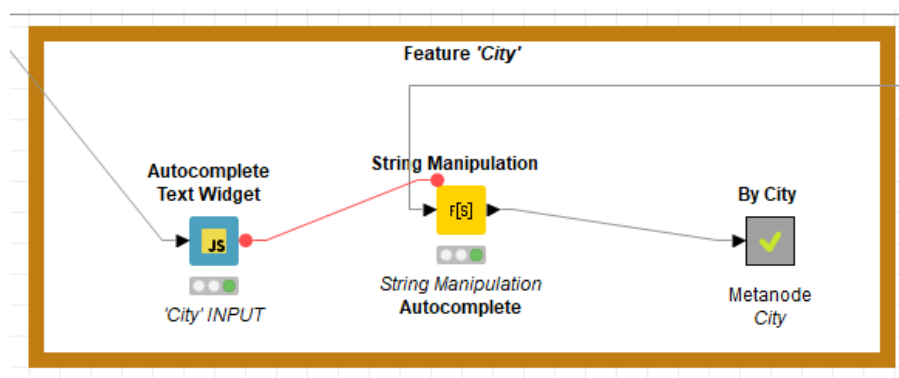 Feature 'City'
Autocomplete
Text Widget
JS
'City' INPUT
String Manipulation
F[S]
String Manipulation
Autocomplete
By City
Metanode
City